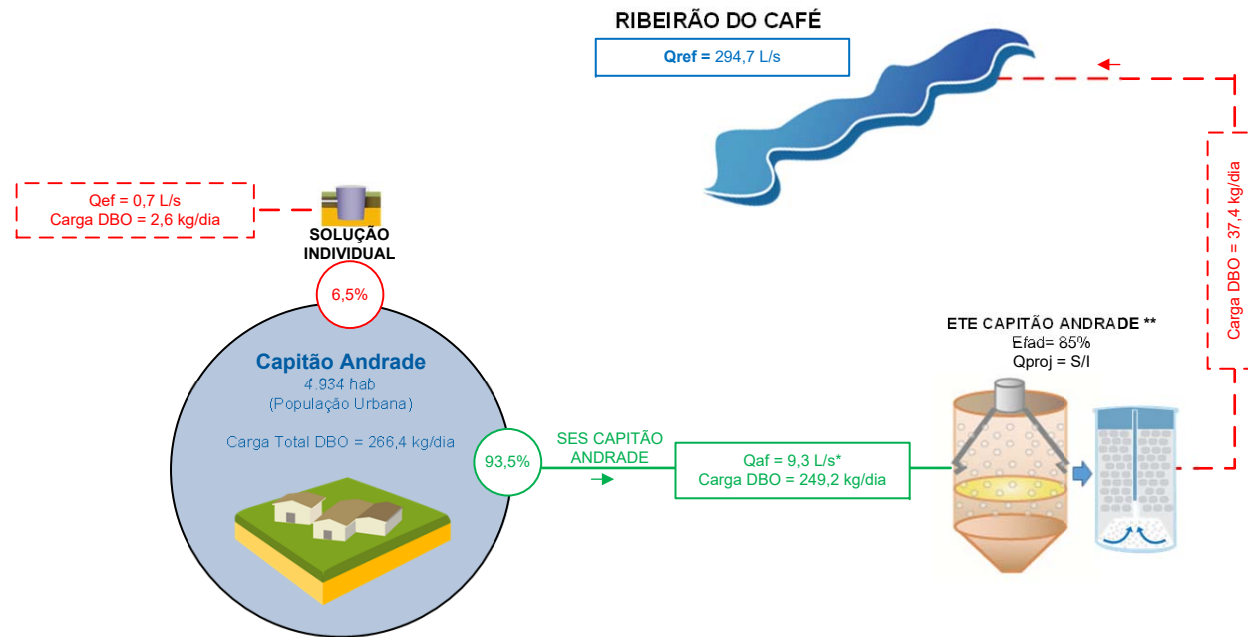 RIBEIRÃO DO CAFÉ
Qref = 294,7 L/s
Qef = 0,7 L/s
Carga DBO = 2,6 kg/dia
SOLUÇÃO
INDIVIDUAL
6,5%
Capitão Andrade
4.934 hab
(População Urbana)
Carga Total DBO = 266,4 kg/dia
93,5%
SES CAPITÃO
ANDRADE
Qaf = 9,3 L/s*
Carga DBO = 249,2 kg/dia
ETE CAPITÃO ANDRADE **
Efad= 85%
Qproj = S/I
Carga DBO = 37,4 kg/dia